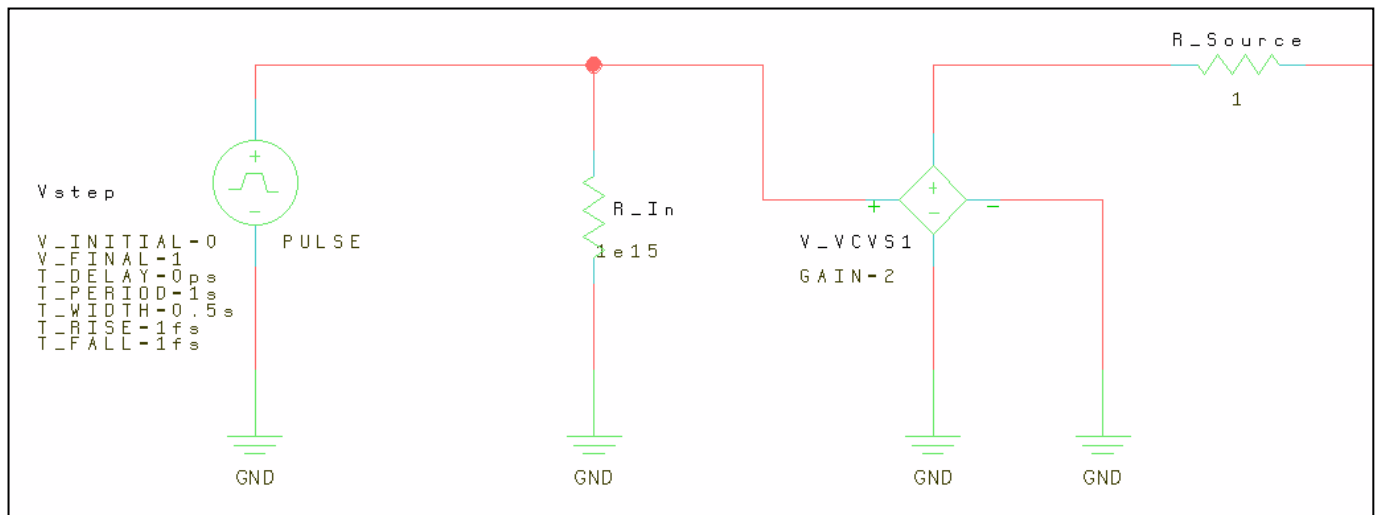 R_Source
1
Vstep
V_INITIAL-0
V_FINAL-1
T_DELAY-0ps
T_PERIOD-1s
T_WIDTH-0.5s
T_RISE-1fs
T_FALL-1fs
+
−
PULSE
R_In
1e15
+
+
−
−
V_VCVS1
GAIN-2
GND
GND
GND
GND